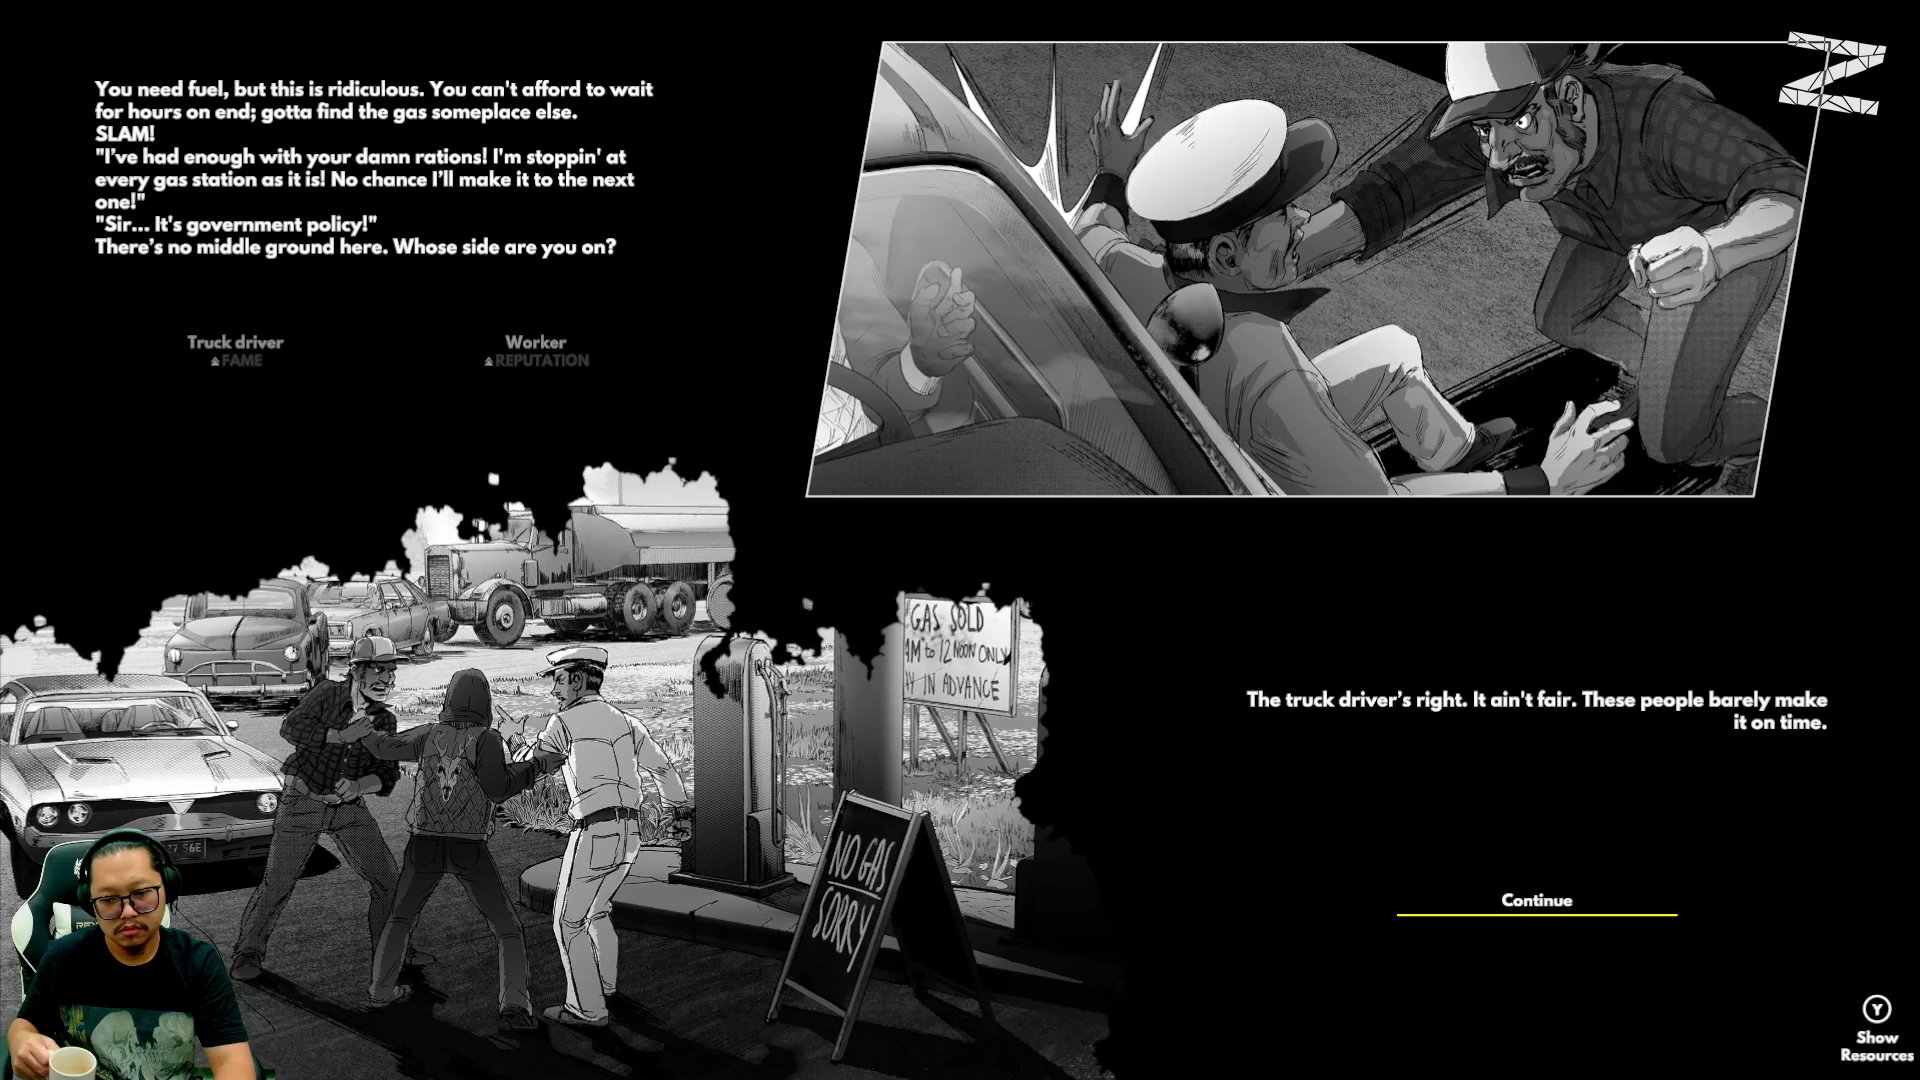 You need fuel, but this is ridiculous. You can't afford to wait
for hours on end; gotta find the gas someplace else.
SLAM!
"I've had enough with your damn rations! I'm stoppin' at
every gas station as it is! No chance I'll make it to the next
one!"
"Sir... It's government policy!"
There's no middle ground here. Whose side are you on?
Truck driver
FAME
Worker
REPUTATION
GAS SOLD
AM to 12 NOON ONLY
IN ADVANCE
The truck driver's right. It ain't fair. These people barely make
it on time.
NO GAS
SORRY
Continue
Y
Show
Resources